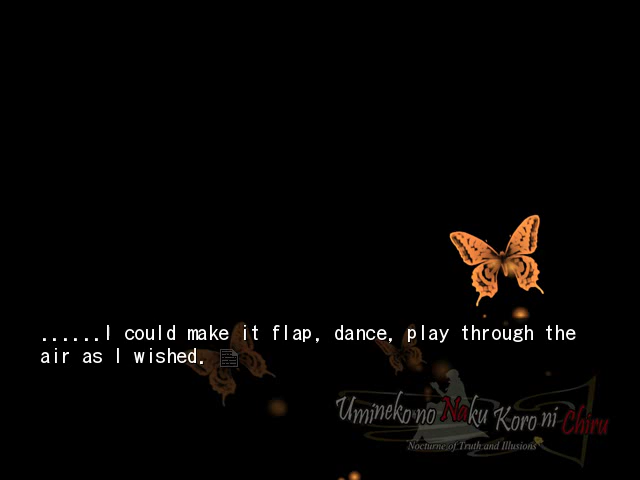 ......I could make it flap, dance, play through the
air as I wished.
Umineko no Naku Koro ni Chiru
Nocturne of Truth and Illusions